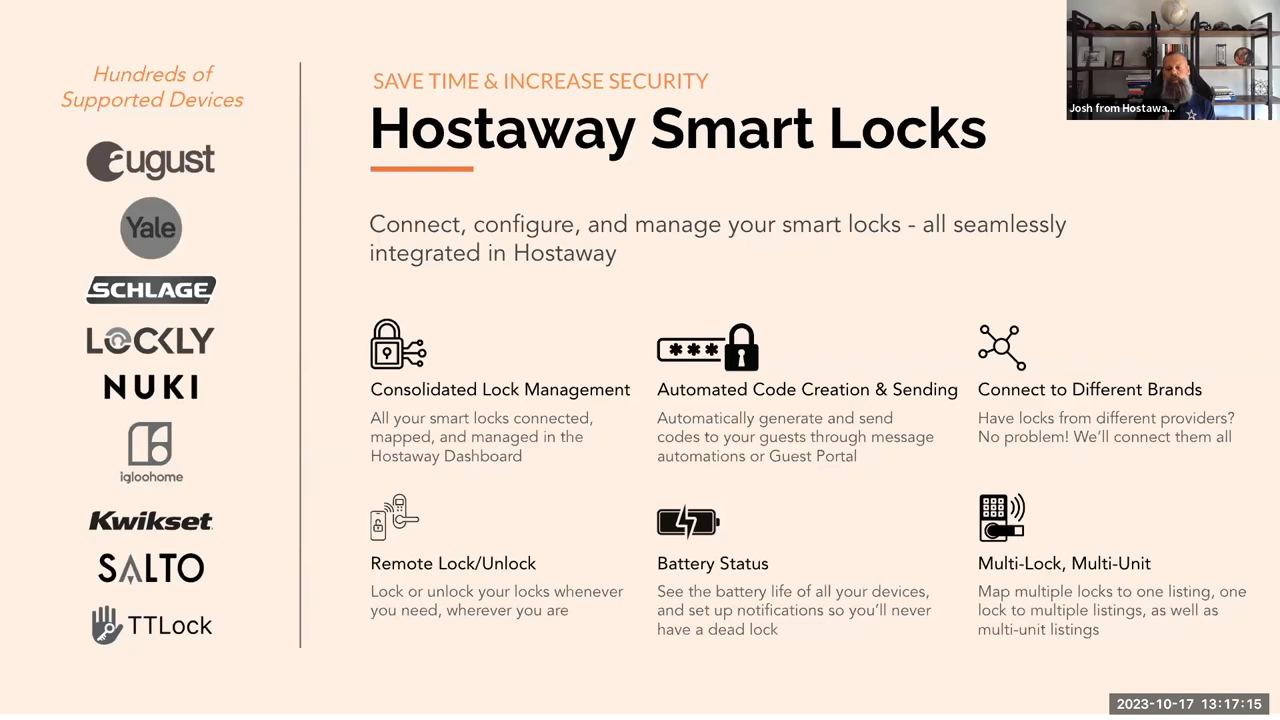 Hundreds of
Supported Devices
august
Yale
SCHLAGE
LOCKLY
NUKI
igloohome
Kwikset
SALTO
TTLock
SAVE TIME & INCREASE SECURITY
Hostaway Smart Locks
Connect, configure, and manage your smart locks - all seamlessly
integrated in Hostaway
Consolidated Lock Management
All your smart locks connected,
mapped, and managed in the
Hostaway Dashboard
Automated Code Creation & Sending
Automatically generate and send
codes to your guests through message
automations or Guest Portal
Connect to Different Brands
Have locks from different providers?
No problem! We'll connect them all
Remote Lock/Unlock
Lock or unlock your locks whenever
you need, wherever you are
Battery Status
See the battery life of all your devices,
and set up notifications so you'll never
have a dead lock
Multi-Lock, Multi-Unit
Map multiple locks to one listing, one
lock to multiple listings, as well as
multi-unit listings
Josh from Hostawa...
2023-10-17 13:17:15